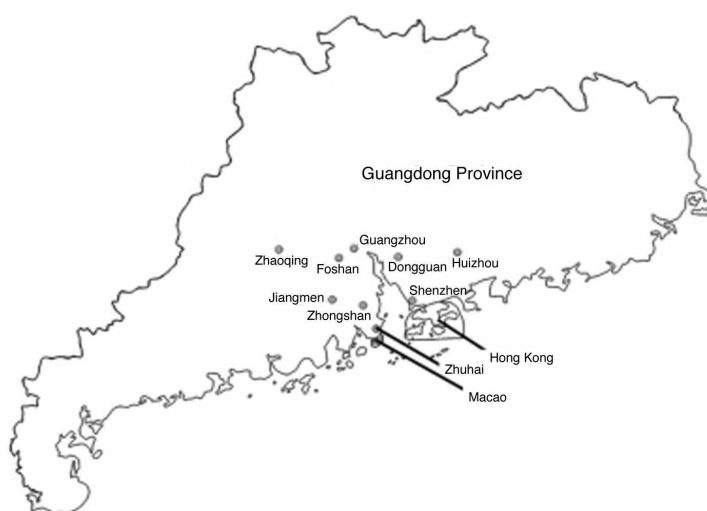 Guangdong Province
Guangzhou
Zhaoqing
Foshan
Dongguan
Huizhou
Jiangmen
Zhongshan
Shenzhen
Hong Kong
Zhuhai
Macao